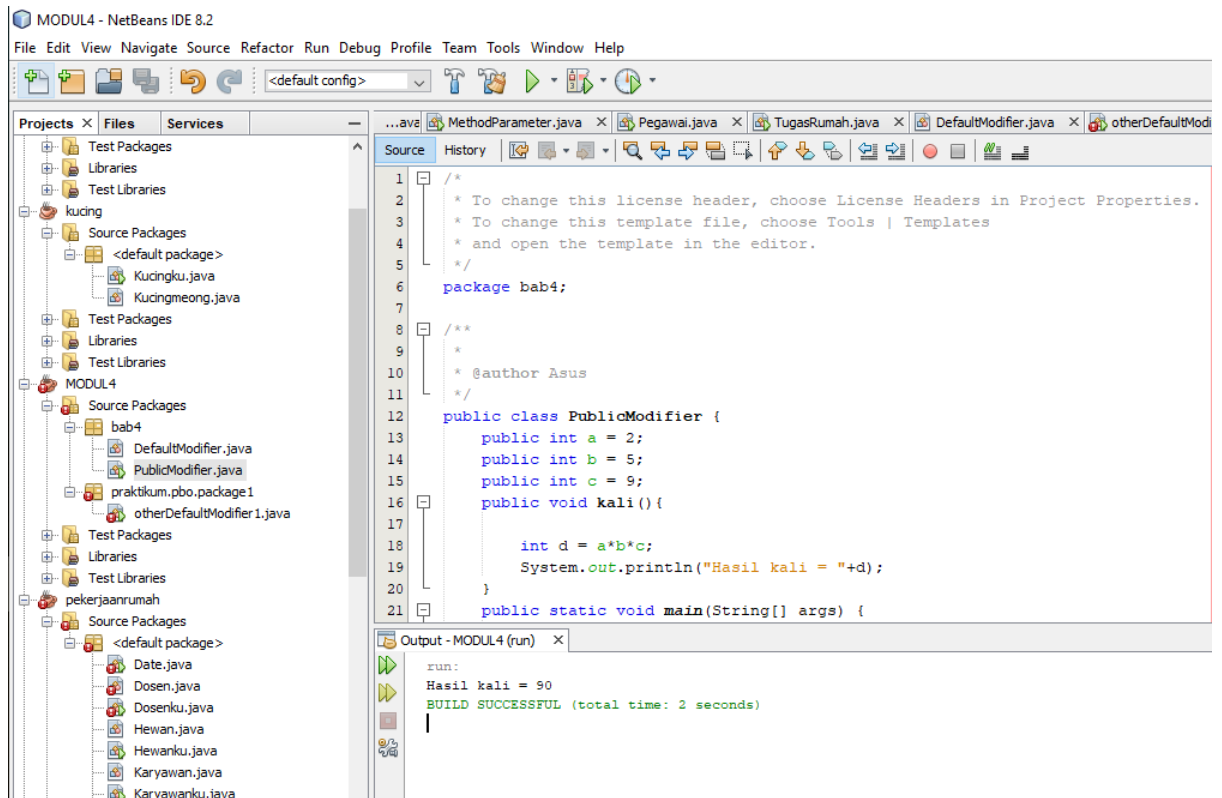 MODUL4 - NetBeans IDE 8.2
File Edit View Navigate Source Refactor Run Debug Profile Team Tools Window Help
<default config>
Projects Files Services
Test Packages
Libraries
Test Libraries
kucing
Source Packages
<default package>
Kucingku.java
Kucingmeong.java
Test Packages
Libraries
Test Libraries
MODUL4
Source Packages
bab4
DefaultModifier.java
PublicModifier.java
praktikum.pbo.package1
otherDefaultModifier1.java
Test Packages
Libraries
Test Libraries
pekerjaanrumah
Source Packages
<default package>
Date.java
Dosen.java
Dosenku.java
Hewan.java
Hewanku.java
Karyawan.java
Karyawanku.java
...ava MethodParameter.java Pegawai.java TugasRumah.java DefaultModifier.java otherDefaultModi
Source History
1 /*
2 * To change this license header, choose License Headers in Project Properties.
3 * To change this template file, choose Tools | Templates
4 * and open the template in the editor.
5 */
6 package bab4;
7
8 /**
9 *
10 * @author Asus
11 */
12 public class PublicModifier {
13 public int a = 2;
14 public int b = 5;
15 public int c = 9;
16 public void kali(){
17
18 int d = a*b*c;
19 System.out.println("Hasil kali = "+d);
20 }
21 public static void main(String[] args) {
Output - MODUL4 (run)
run:
Hasil kali = 90
BUILD SUCCESSFUL (total time: 2 seconds)